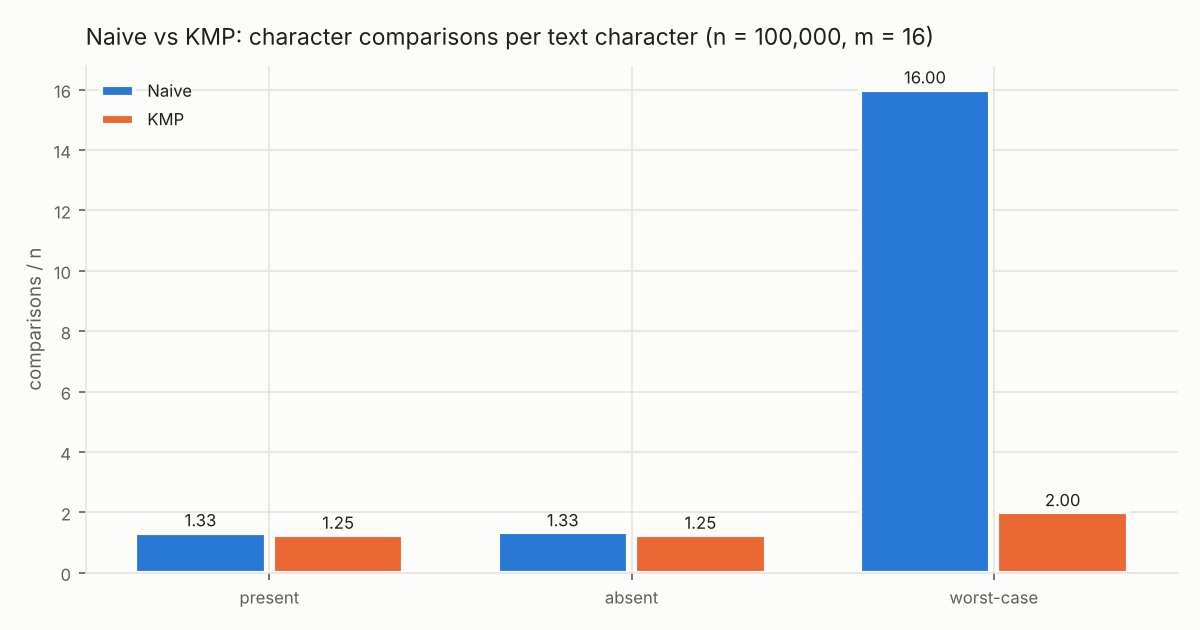 Naive vs KMP: character comparisons per text character (n = 100,000, m = 16)
Naive
KMP
comparisons / n
16
14
12
10
8
6
4
2
0
1.33
1.25
1.33
1.25
16.00
2.00
present
absent
worst-case